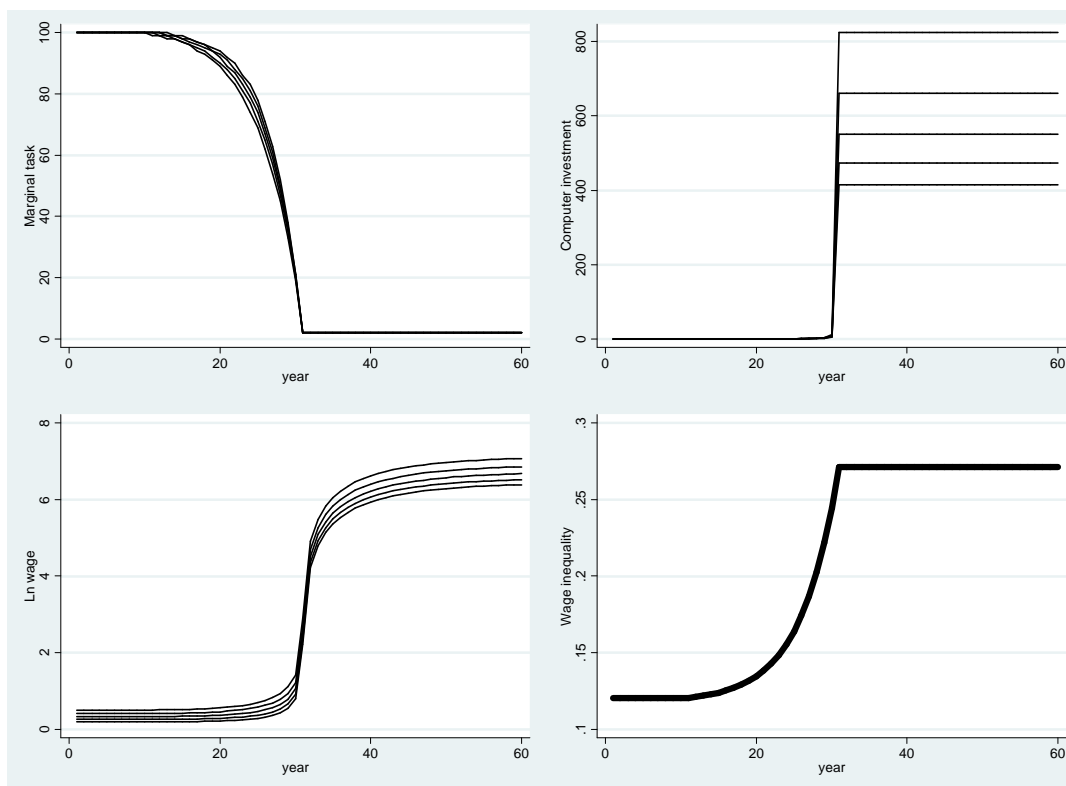 Marginal task
100
80
60
40
20
0
0 20 40 60
year
Computer investment
800
600
400
200
0
0 20 40 60
year
Ln wage
8
6
4
2
0
0 20 40 60
year
Wage inequality
.3
.25
.2
.15
.1
0 20 40 60
year